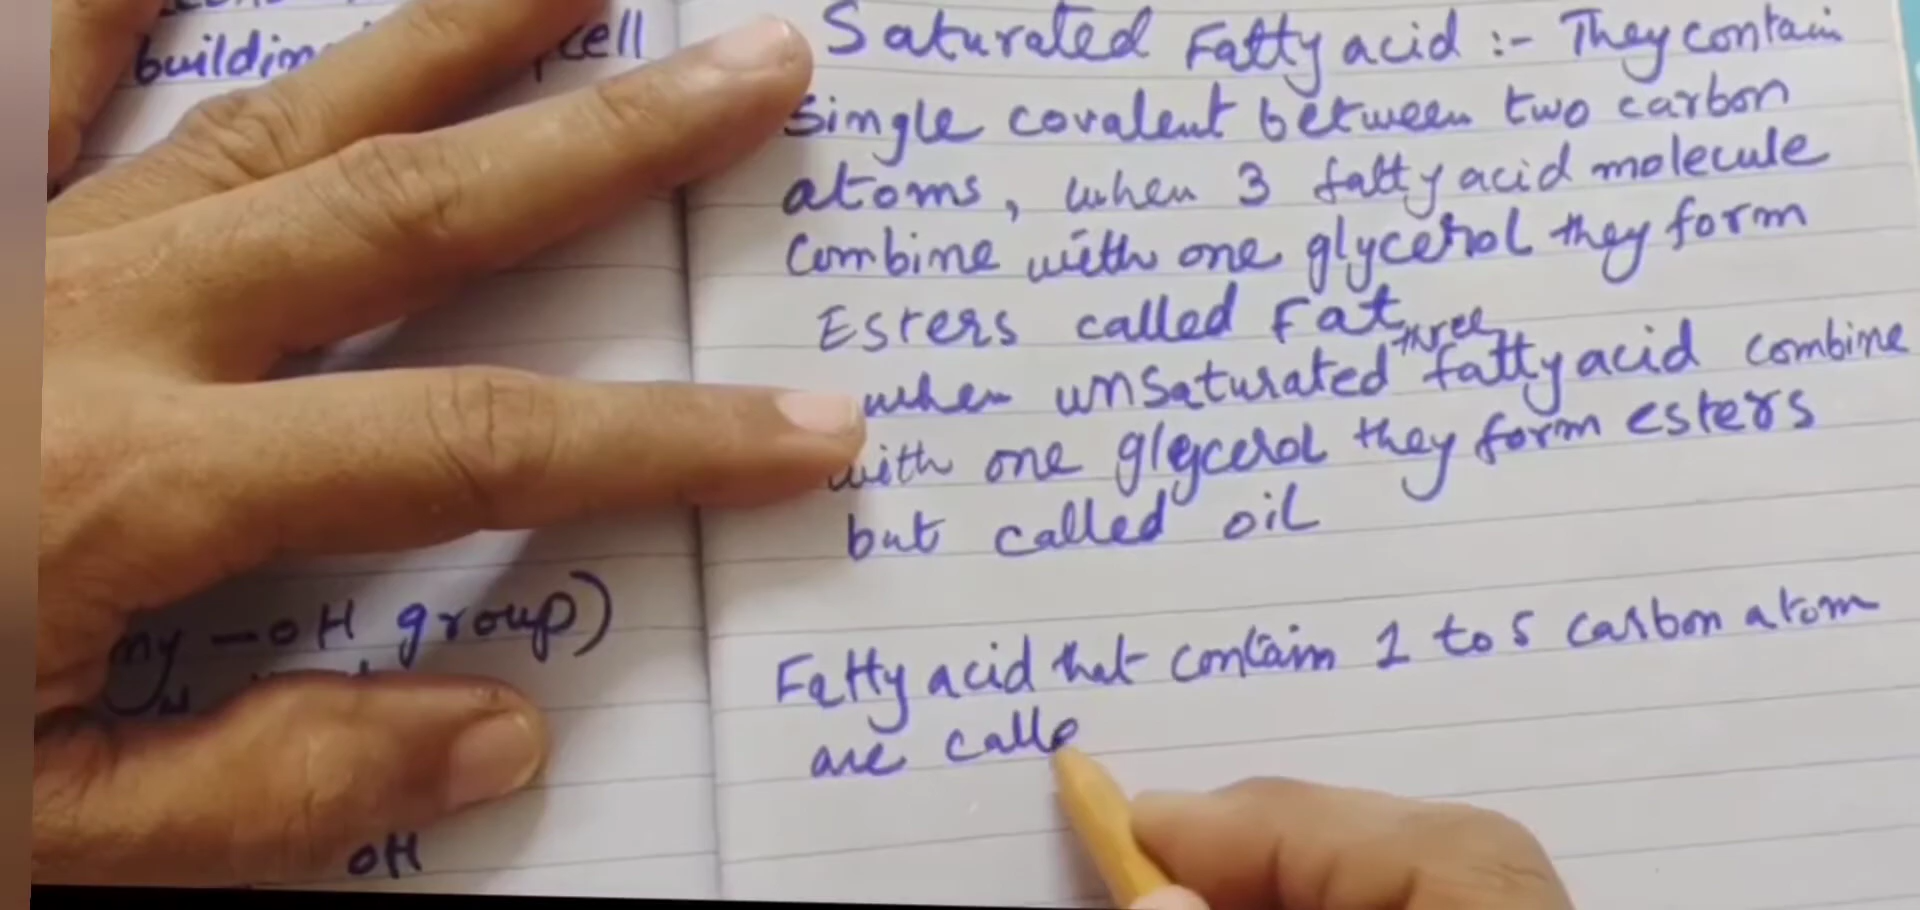 building
cell
ny - OH group)
OH
Saturated Fatty acid :- They contain
Single covalent between two carbon
atoms, when 3 fatty acid molecule
Combine with one glycerol they form
Esters called Fat
three
when unsaturated fatty acid combine
with one glycerol they form esters
but called oil
Fatty acid that contain 1 to 5 carbon atom
are calle